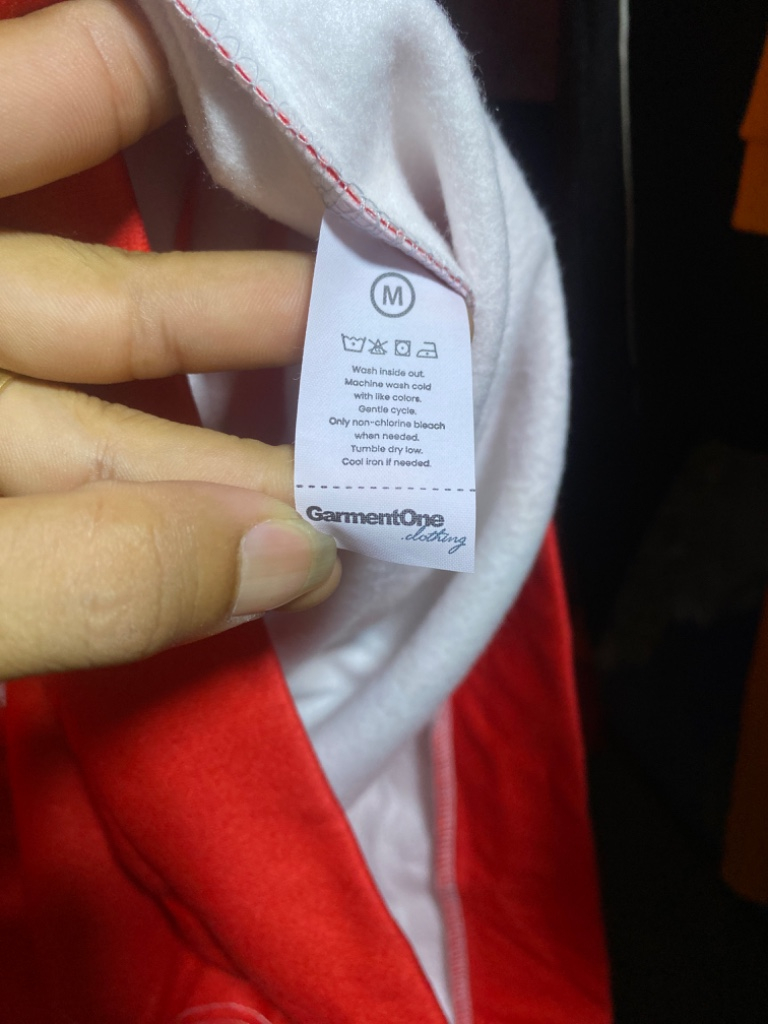 M
Wash inside out.
Machine wash cold
with like colors.
Gentle cycle.
Only non-chlorine bleach
when needed.
Tumble dry low.
Cool iron if needed.
GarmentOne
.clothing